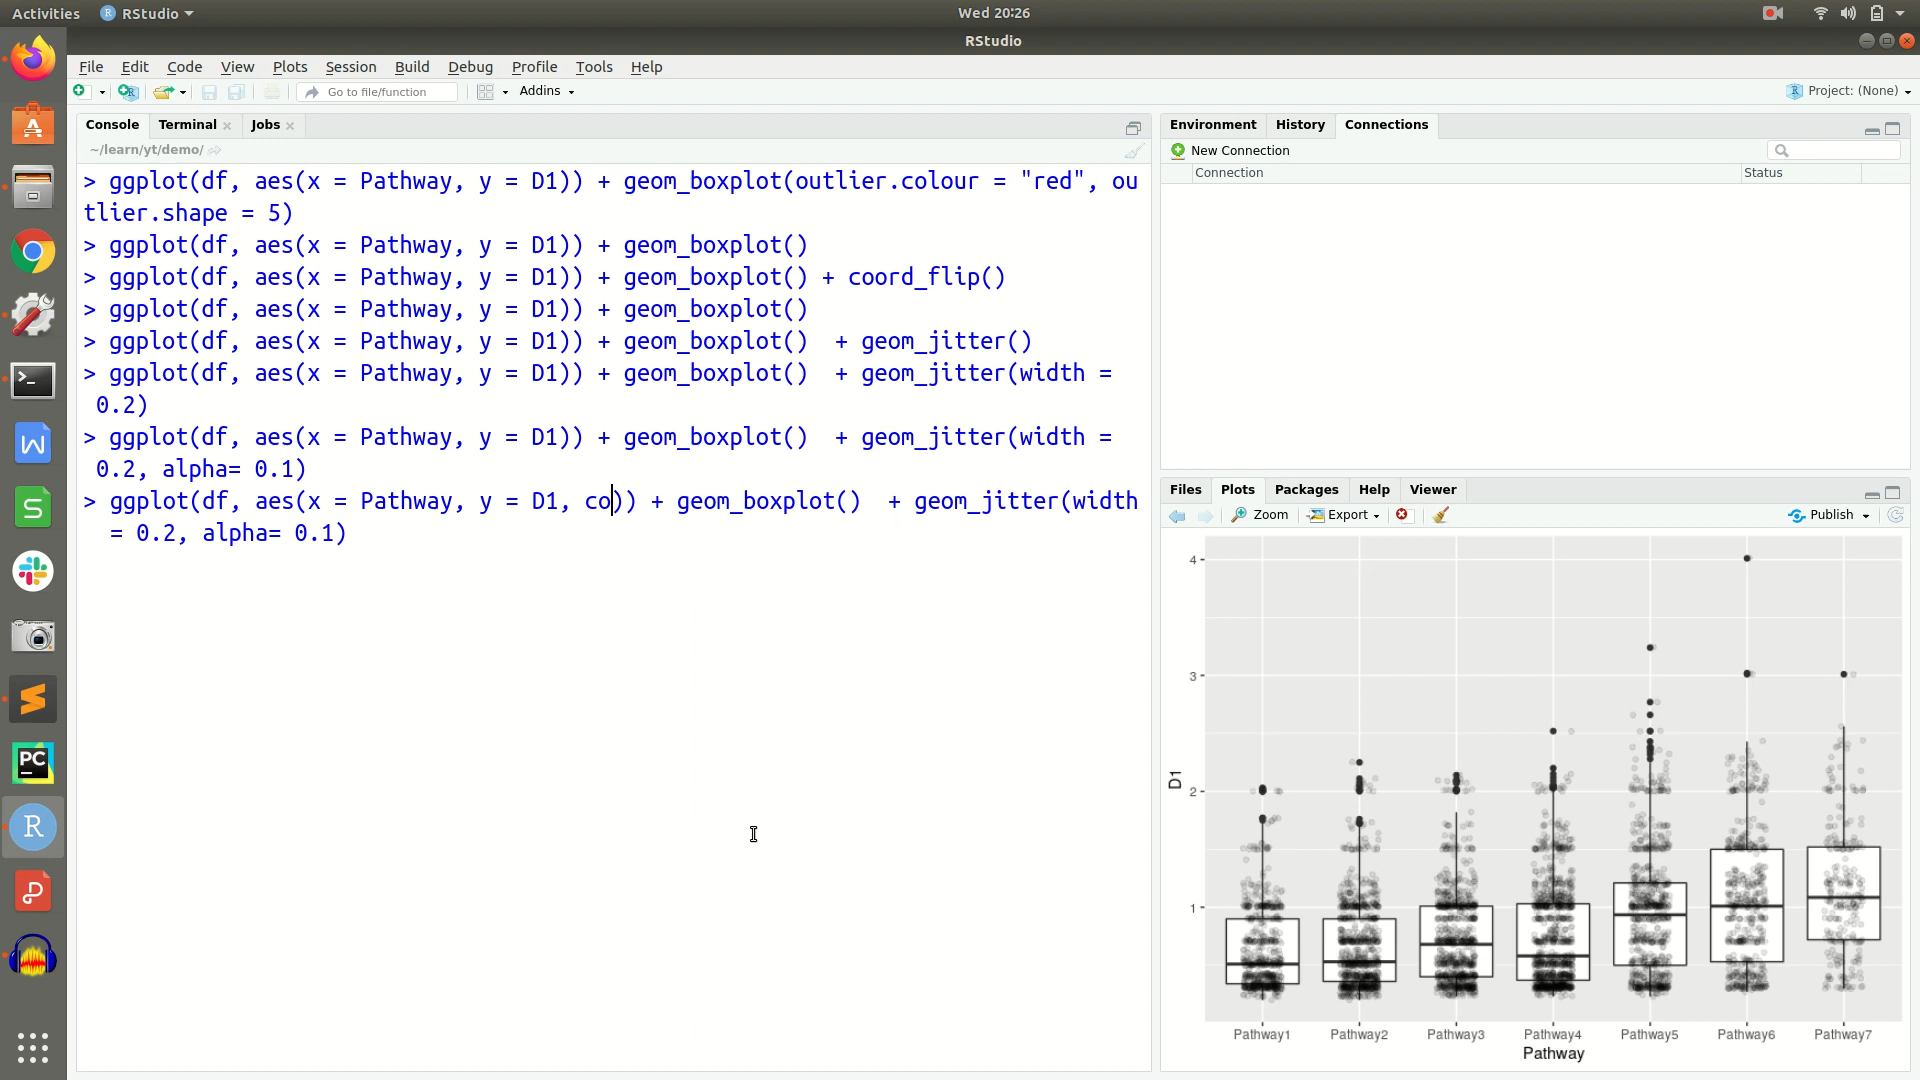 Activities RStudio Wed 20:26
RStudio
File Edit Code View Plots Session Build Debug Profile Tools Help
Go to file/function Addins Project: (None)
Console Terminal Jobs
~/learn/yt/demo/
> ggplot(df, aes(x = Pathway, y = D1)) + geom_boxplot(outlier.colour = "red", ou
tlier.shape = 5)
> ggplot(df, aes(x = Pathway, y = D1)) + geom_boxplot()
> ggplot(df, aes(x = Pathway, y = D1)) + geom_boxplot() + coord_flip()
> ggplot(df, aes(x = Pathway, y = D1)) + geom_boxplot()
> ggplot(df, aes(x = Pathway, y = D1)) + geom_boxplot()  + geom_jitter()
> ggplot(df, aes(x = Pathway, y = D1)) + geom_boxplot()  + geom_jitter(width =
0.2)
> ggplot(df, aes(x = Pathway, y = D1)) + geom_boxplot()  + geom_jitter(width =
0.2, alpha= 0.1)
> ggplot(df, aes(x = Pathway, y = D1, co)) + geom_boxplot()  + geom_jitter(width
= 0.2, alpha= 0.1)
Environment History Connections
New Connection
Connection Status
Files Plots Packages Help Viewer
Zoom Export Publish
4
3
2
1
D1
Pathway1 Pathway2 Pathway3 Pathway4 Pathway5 Pathway6 Pathway7
Pathway
A
W
S
PC
R